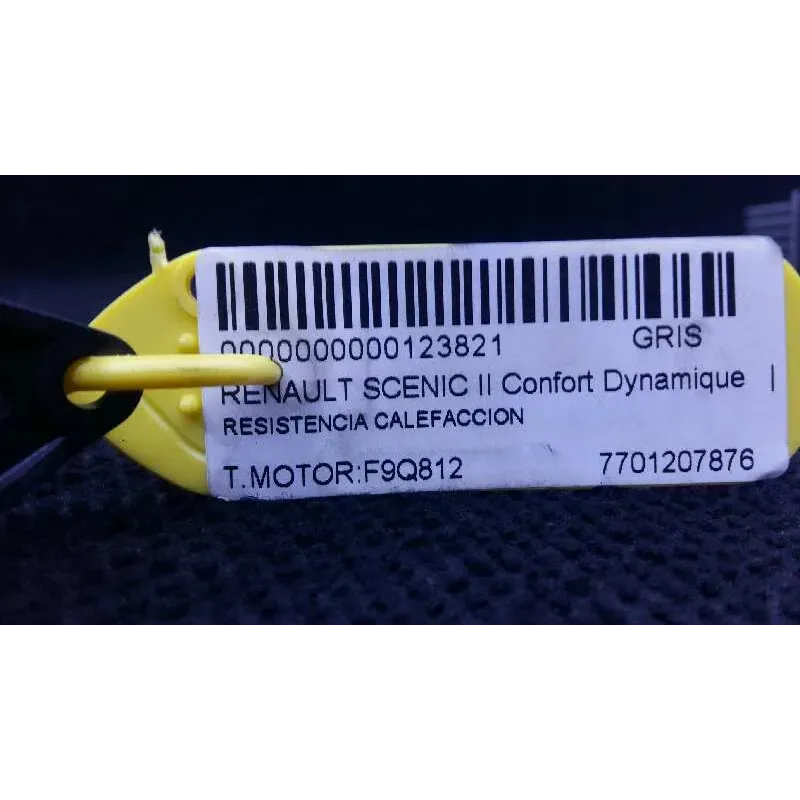 0000000000123821 GRIS
RENAULT SCENIC II Confort Dynamique |
RESISTENCIA CALEFACCION
T.MOTOR:F9Q812 7701207876